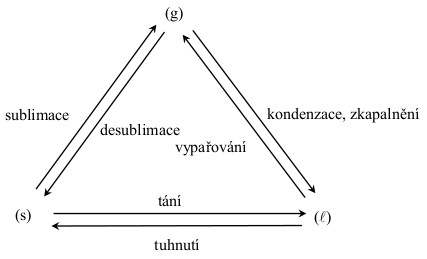 (g)
sublimace
kondenzace, zkapalnění
desublimace
vypařování
tání
(s)
(ℓ)
tuhnutí